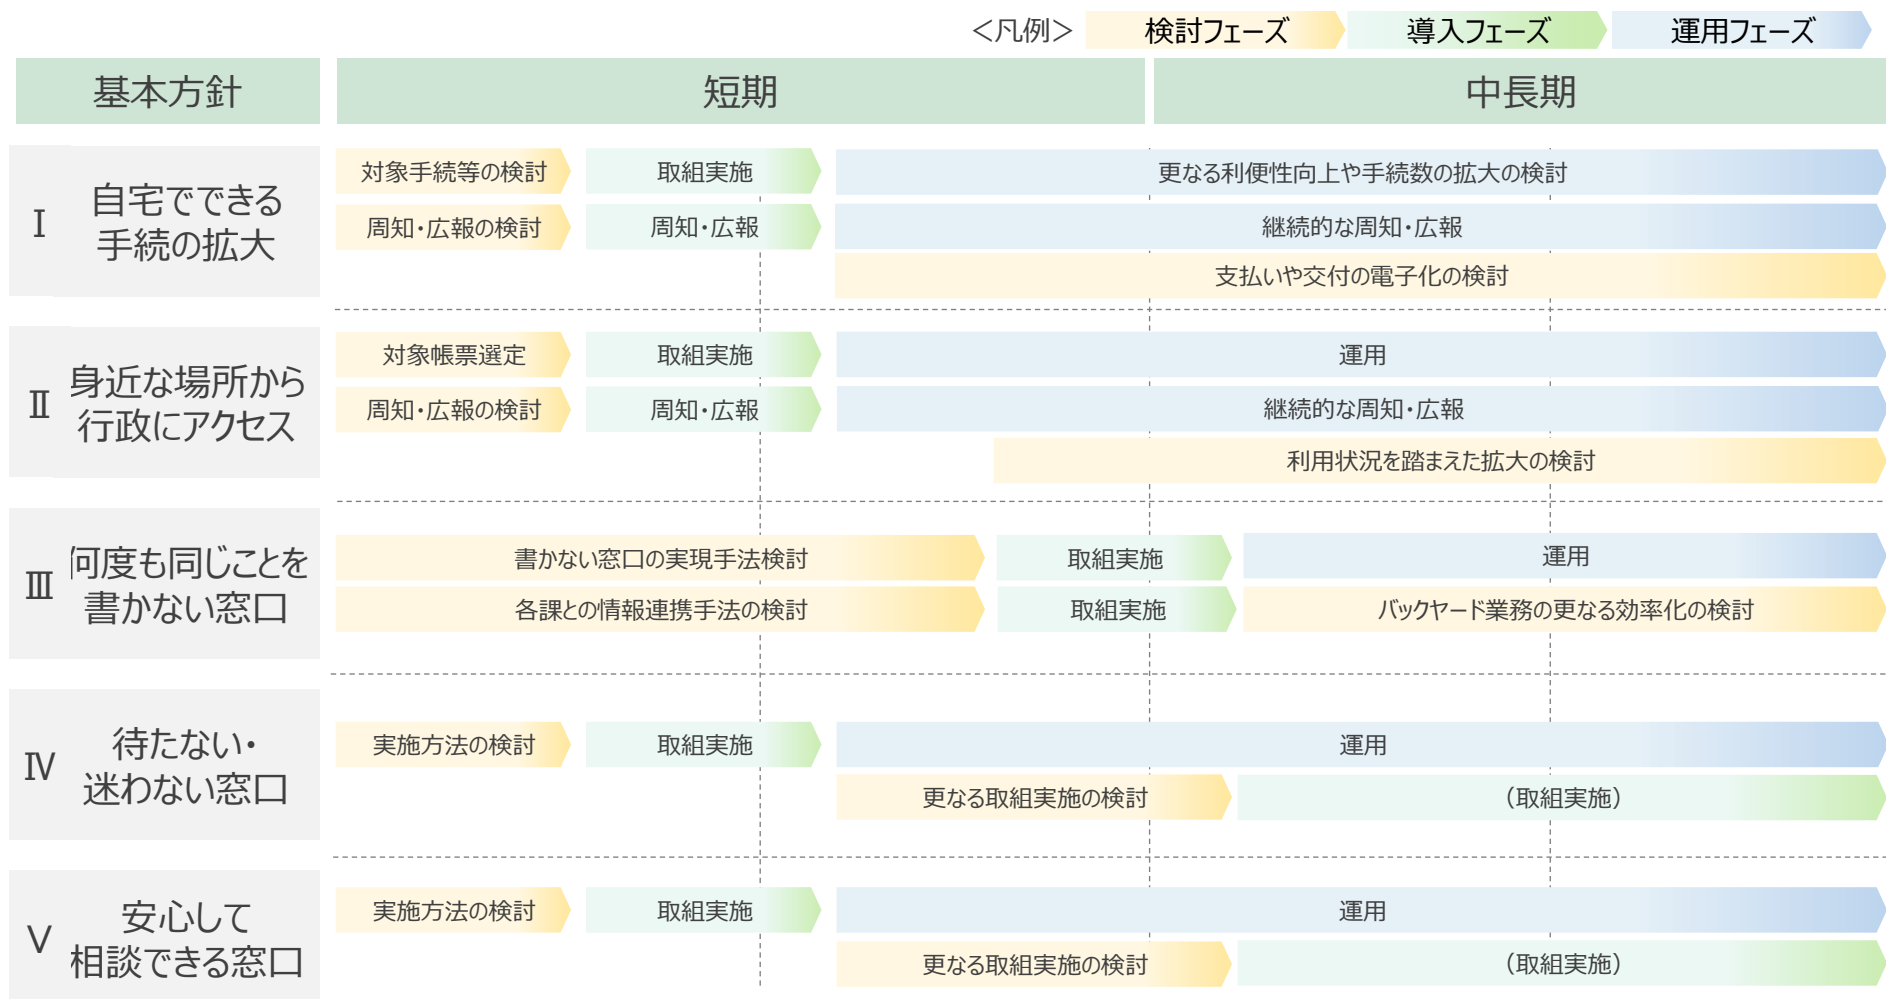 ＜凡例＞ 検討フェーズ 導入フェーズ 運用フェーズ
基本方針 短期 中長期
Ⅰ
自宅でできる
手続の拡大
対象手続等の検討 取組実施 更なる利便性向上や手続数の拡大の検討
周知・広報の検討 周知・広報 継続的な周知・広報
支払いや交付の電子化の検討
Ⅱ
身近な場所から
行政にアクセス
対象帳票選定 取組実施 運用
周知・広報の検討 周知・広報 継続的な周知・広報
利用状況を踏まえた拡大の検討
Ⅲ
何度も同じことを
書かない窓口
書かない窓口の実現手法検討 取組実施 運用
各課との情報連携手法の検討 取組実施 バックヤード業務の更なる効率化の検討
Ⅳ
待たない・
迷わない窓口
実施方法の検討 取組実施 運用
更なる取組実施の検討 （取組実施）
Ⅴ
安心して
相談できる窓口
実施方法の検討 取組実施 運用
更なる取組実施の検討 （取組実施）